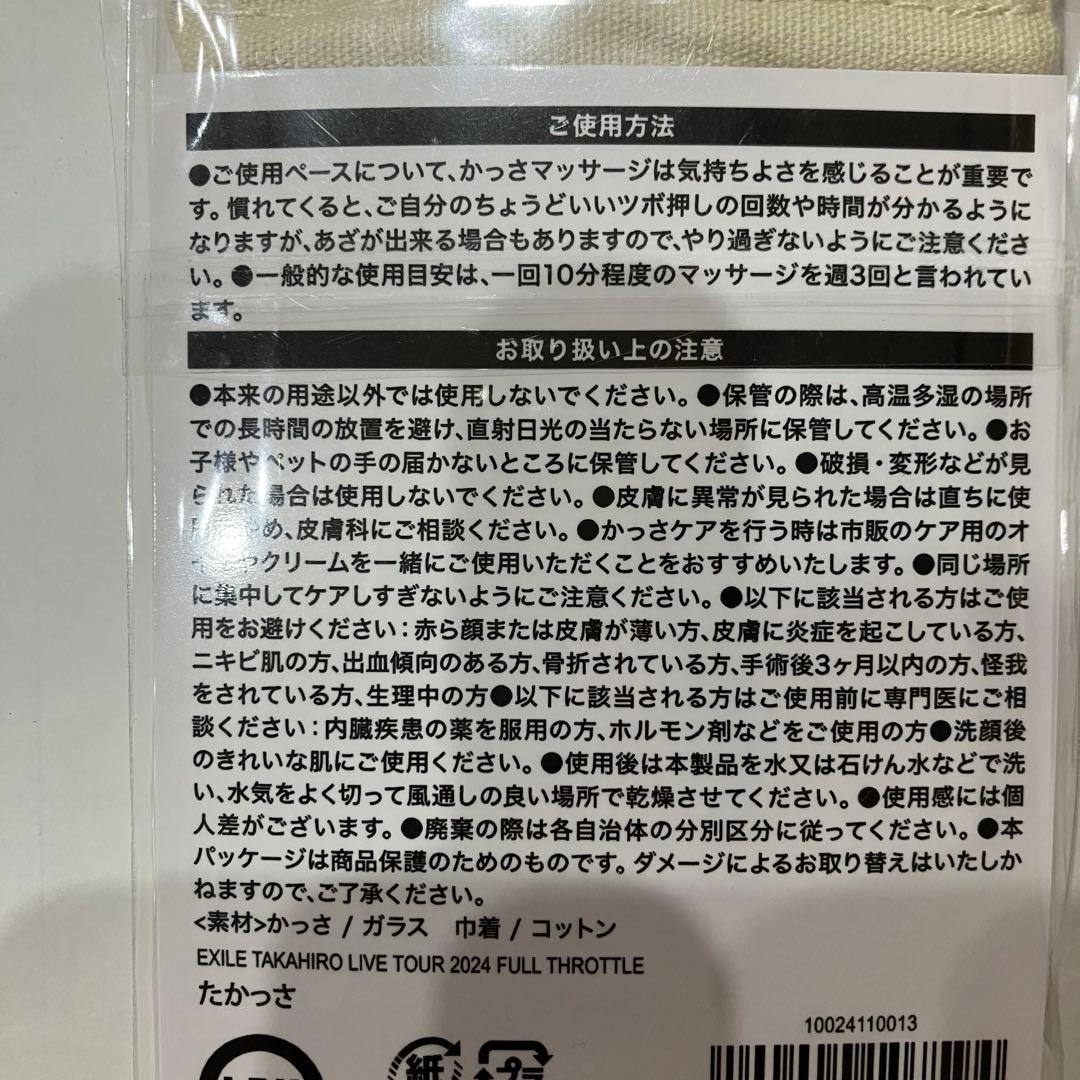 ご使用方法
●ご使用ペースについて、かっさマッサージは気持ちよさを感じることが重要で
す。慣れてくると、ご自分のちょうどいいツボ押しの回数や時間が分かるように
なりますが、あざが出来る場合もありますので、やり過ぎないようにご注意くださ
い。●一般的な使用目安は、一回10分程度のマッサージを週3回と言われてい
ます。
お取り扱い上の注意
●本来の用途以外では使用しないでください。●保管の際は、高温多湿の場所
での長時間の放置を避け、直射日光の当たらない場所に保管してください。●お
子様やペットの手の届かないところに保管してください。●破損・変形などが見
られた場合は使用しないでください。●皮膚に異常が見られた場合は直ちに使
め、皮膚科にご相談ください。●かっさケアを行う時は市販のケア用のオ
クリームを一緒にご使用いただくことをおすすめいたします。●同じ場所
に集中してケアしすぎないようにご注意ください。●以下に該当される方はご使
用をお避けください：赤ら顔または皮膚が薄い方、皮膚に炎症を起こしている方、
ニキビ肌の方、出血傾向のある方、骨折されている方、手術後3ヶ月以内の方、怪我
をされている方、生理中の方●以下に該当される方はご使用前に専門医にご相
談ください：内臓疾患の薬を服用の方、ホルモン剤などをご使用の方●洗顔後
のきれいな肌にご使用ください。●使用後は本製品を水又は石けん水などで洗
い、水気をよく切って風通しの良い場所で乾燥させてください。●使用感には個
人差がございます。●廃棄の際は各自治体の分別区分に従ってください。●本
パッケージは商品保護のためのものです。ダメージによるお取り替えはいたしか
ねますので、ご了承ください。
<素材>かっさ / ガラス　巾着 / コットン
EXILE TAKAHIRO LIVE TOUR 2024 FULL THROTTLE
たかっさ
10024110013
紙
プラ